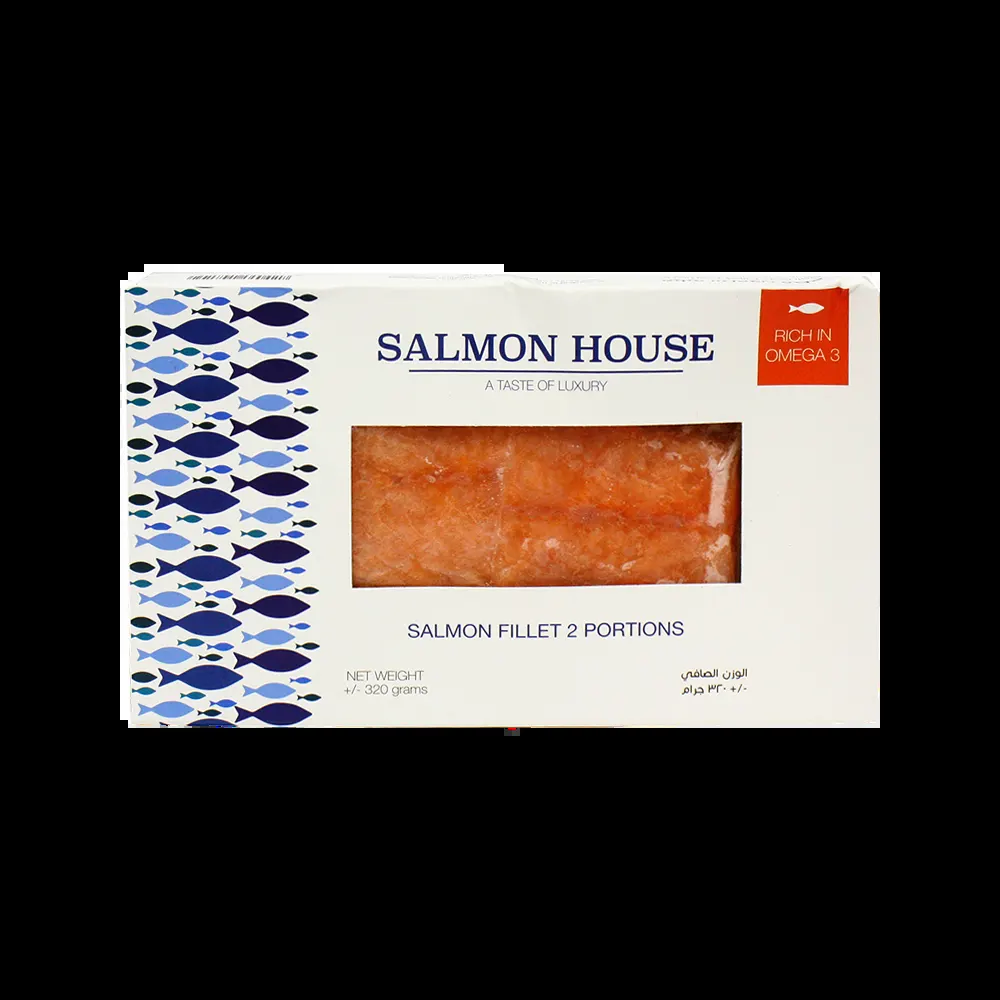 SALMON HOUSE
A TASTE OF LUXURY
RICH IN
OMEGA 3
SALMON FILLET 2 PORTIONS
NET WEIGHT
+/- 320 grams
الوزن الصافي
+/- ٣٢٠ جرام